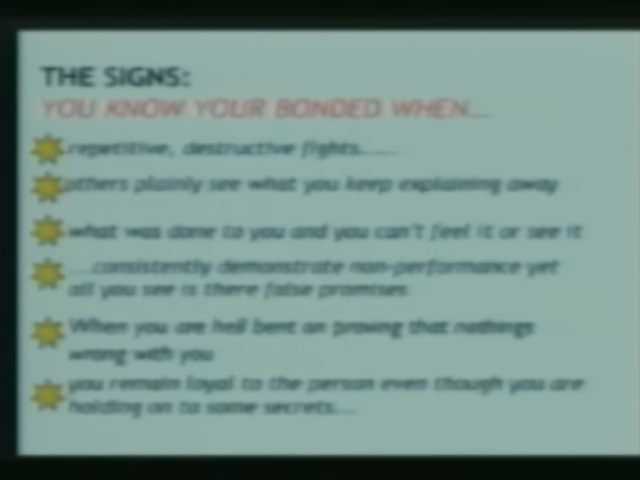 THE SIGNS:
YOU KNOW YOUR BONDED WHEN...
repetitive, destructive fights......
others plainly see what you keep explaining away
what was done to you and you can't feel it or see it
...consistently demonstrate non-performance yet
all you see is there false promises
When you are hell bent on proving that nothings
wrong with you
you remain loyal to the person even though you are
holding on to some secrets....